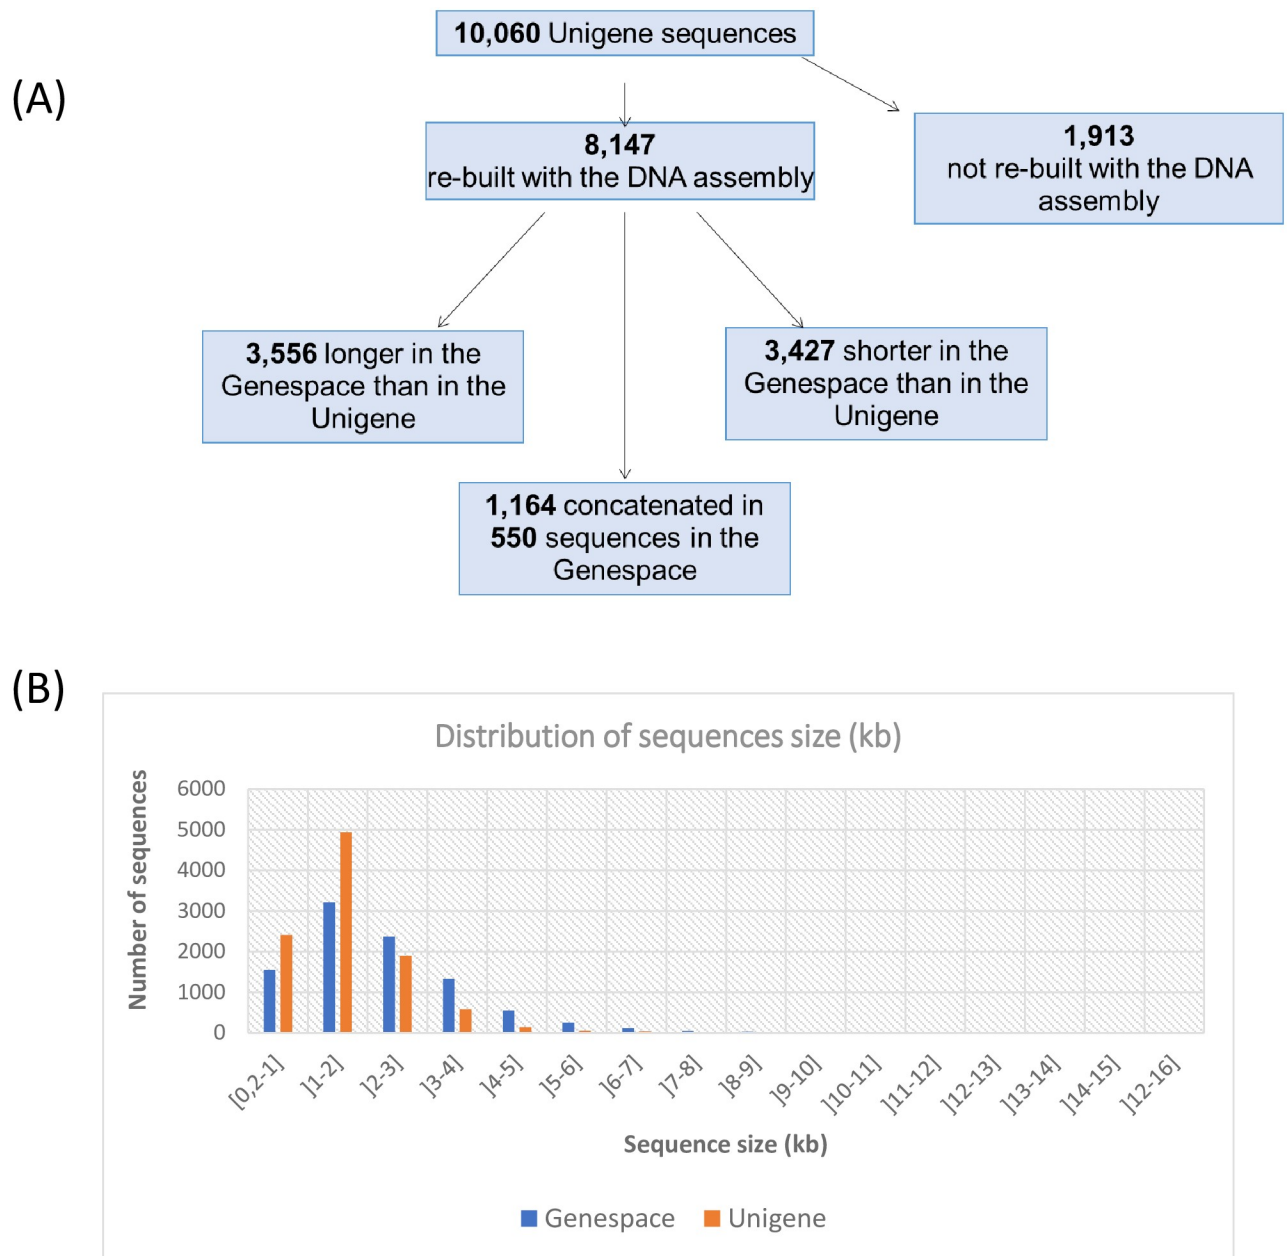 (A)
10,060 Unigene sequences
8,147
re-built with the DNA assembly
1,913
not re-built with the DNA
assembly
3,556 longer in the
Genespace than in the
Unigene
3,427 shorter in the
Genespace than in the
Unigene
1,164 concatenated in
550 sequences in the
Genespace
(B)
Distribution of sequences size (kb)
Number of sequences
6000
5000
4000
3000
2000
1000
0
[0,2-1]
]1-2]
]2-3]
]3-4]
]4-5]
]5-6]
]6-7]
]7-8]
]8-9]
]9-10]
]10-11]
]11-12]
]12-13]
]13-14]
]14-15]
]12-16]
Sequence size (kb)
Genespace
Unigene